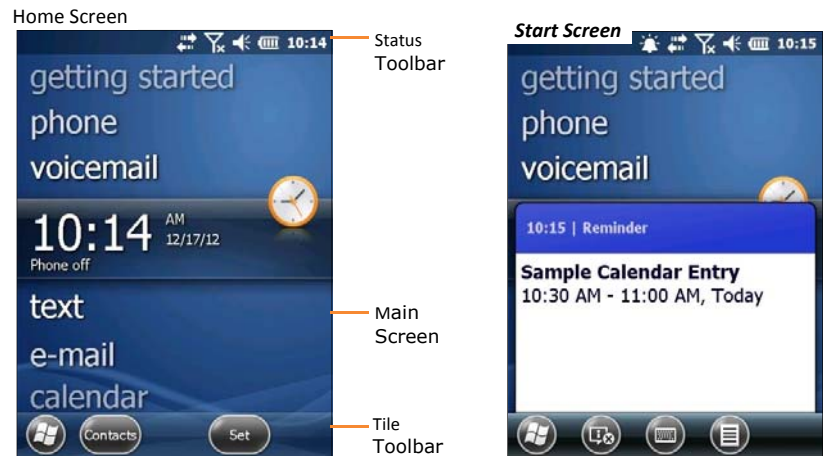 Home Screen
10:14
getting started
phone
voicemail
10:14 AM
12/17/12
Phone off
text
e-mail
calendar
Contacts
Set
Status
Toolbar
Main
Screen
Tile
Toolbar
Start Screen
10:15
getting started
phone
voicemail
10:15 | Reminder
Sample Calendar Entry
10:30 AM - 11:00 AM, Today